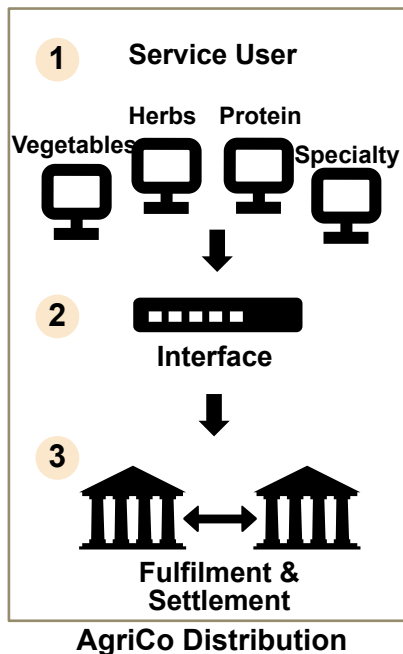 1
Service User
Herbs
Protein
Vegetables
Specialty
2
Interface
3
Fulfilment &
Settlement
AgriCo Distribution